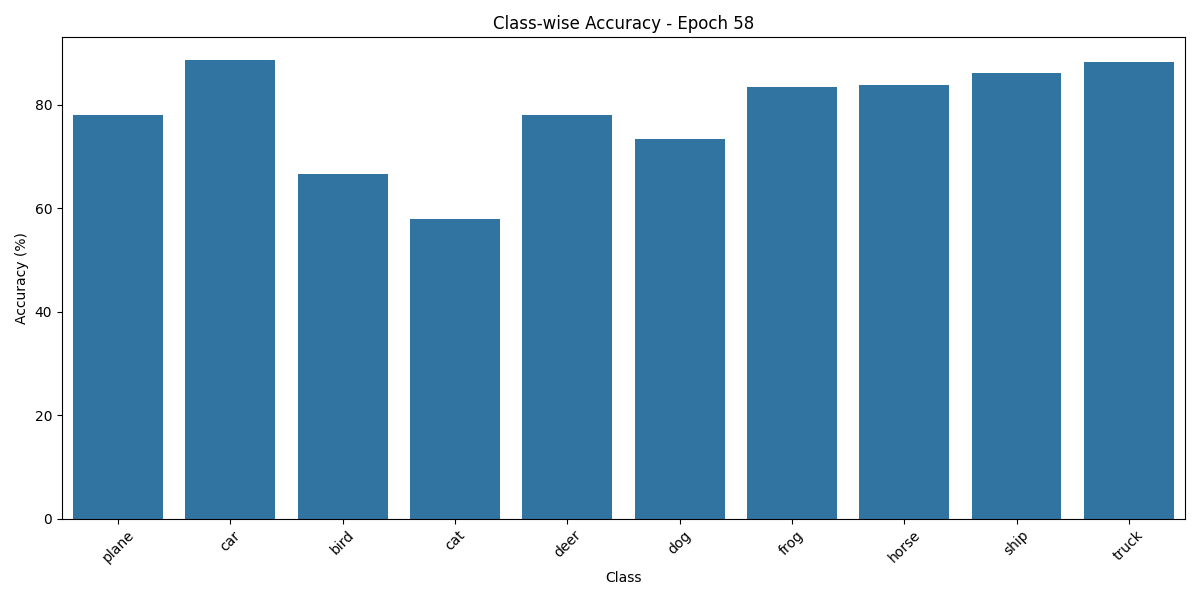 Class-wise Accuracy - Epoch 58
Accuracy (%)
80
60
40
20
0
plane
car
bird
cat
deer
dog
frog
horse
ship
truck
Class